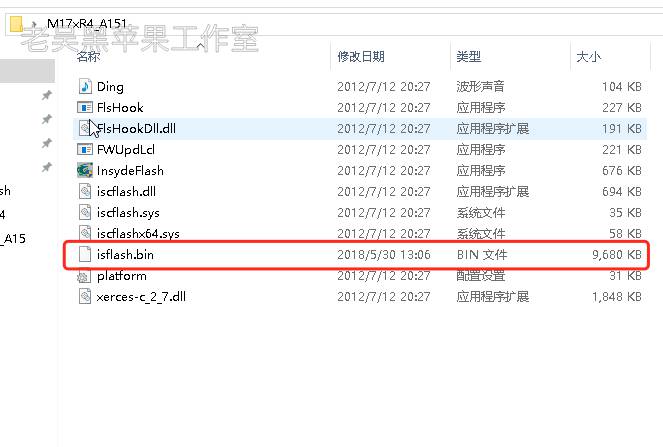 M17xR4_A151
老吴黑苹果工作室
名称 修改日期 类型 大小
Ding 2012/7/12 20:27 波形声音 104 KB
FlsHook 2012/7/12 20:27 应用程序 227 KB
FlsHookDll.dll 2012/7/12 20:27 应用程序扩展 191 KB
FWUpdLcl 2012/7/12 20:27 应用程序 221 KB
InsydeFlash 2012/7/12 20:27 应用程序 676 KB
iscflash.dll 2012/7/12 20:27 应用程序扩展 694 KB
sh
iscflash.sys 2012/7/12 20:27 系统文件 35 KB
4
iscflashx64.sys 2012/7/12 20:27 系统文件 58 KB
_A15
isflash.bin 2018/5/30 13:06 BIN 文件 9,680 KB
platform 2012/7/12 20:27 配置设置 31 KB
xerces-c_2_7.dll 2012/7/12 20:27 应用程序扩展 1,848 KB